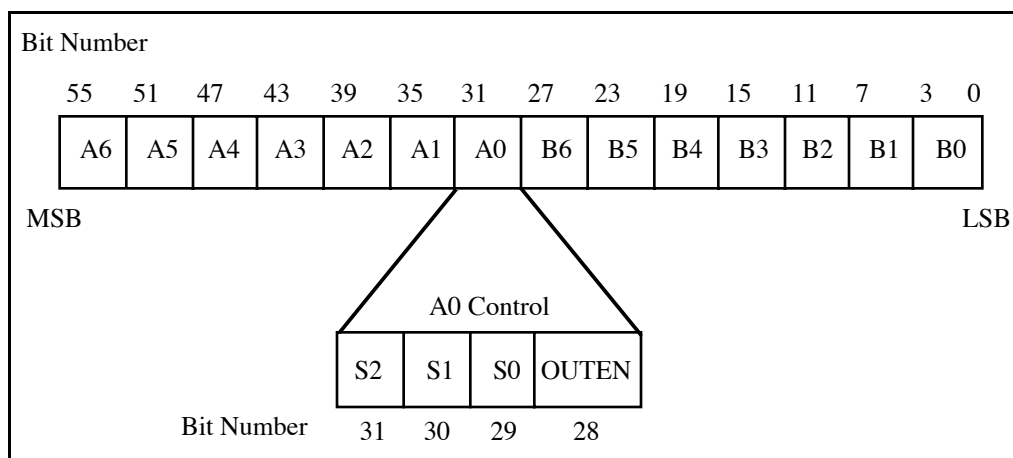 Bit Number
55 51 47 43 39 35 31 27 23 19 15 11 7 3 0
A6 A5 A4 A3 A2 A1 A0 B6 B5 B4 B3 B2 B1 B0
MSB LSB
A0 Control
S2 S1 S0 OUTEN
Bit Number 31 30 29 28